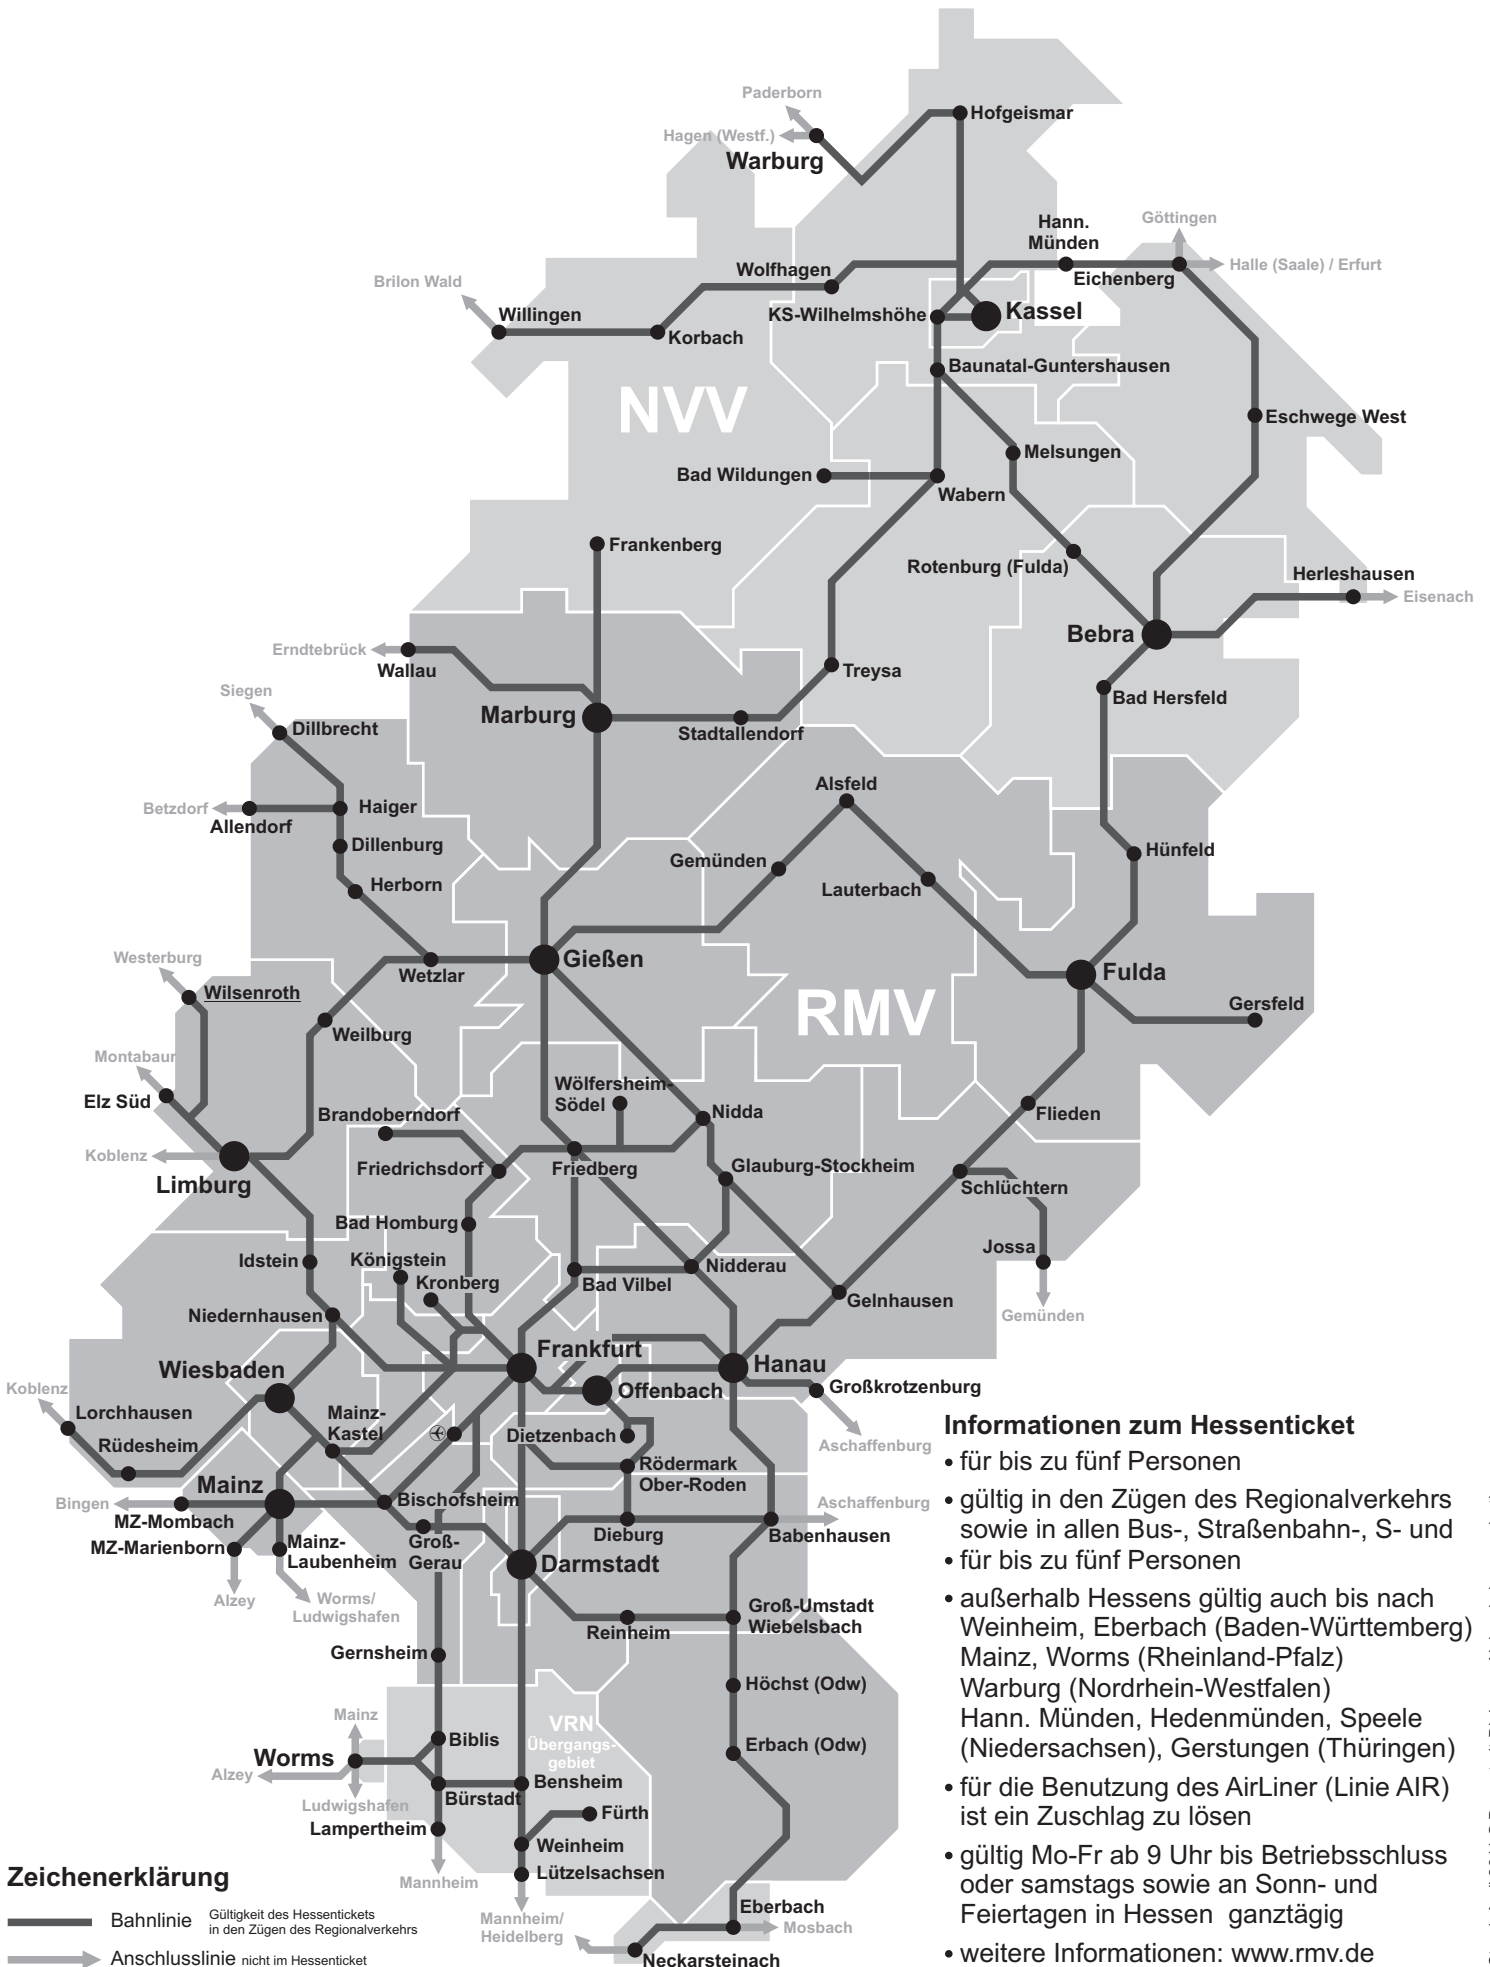 Paderborn
Hofgeismar
Hagen (Westf.)
Warburg
Göttingen
Hann.
Münden
Halle (Saale) / Erfurt
Eichenberg
Wolfhagen
Brilon Wald
Willingen
KS-Wilhelmshöhe
Kassel
Korbach
Baunatal-Guntershausen
NVV
Eschwege West
Melsungen
Bad Wildungen
Wabern
Frankenberg
Rotenburg (Fulda)
Herleshausen
Eisenach
Bebra
Erndtebrück
Wallau
Treysa
Siegen
Bad Hersfeld
Marburg
Stadtallendorf
Dillbrecht
Alsfeld
Betzdorf
Haiger
Allendorf
Dillenburg
Hünfeld
Gemünden
Lauterbach
Herborn
Westerburg
Gießen
Wetzlar
Fulda
Wilsenroth
RMV
Gersfeld
Weilburg
Montabaur
Elz Süd
Wölfersheim-
Södel
Brandoberndorf
Nidda
Flieden
Koblenz
Friedrichsdorf
Friedberg
Glauburg-Stockheim
Limburg
Schlüchtern
Bad Homburg
Jossa
Idstein
Königstein
Kronberg
Bad Vilbel
Nidderau
Gelnhausen
Gemünden
Niedernhausen
Frankfurt
Hanau
Wiesbaden
Offenbach
Großkrotzenburg
Koblenz
Lorchhausen
Mainz-
Kastel
Rüdesheim
Dietzenbach
Aschaffenburg
Rödermark
Ober-Roden
Mainz
Bingen
Bischofsheim
Aschaffenburg
MZ-Mombach
MZ-Marienborn
Mainz-
Laubenheim
Groß-
Gerau
Dieburg
Babenhausen
Darmstadt
Alzey
Worms/
Ludwigshafen
Groß-Umstadt
Wiebelsbach
Reinheim
Gernsheim
Höchst (Odw)
Mainz
VRN
Übergangs-
gebiet
Biblis
Erbach (Odw)
Worms
Alzey
Bensheim
Ludwigshafen
Bürstadt
Fürth
Lampertheim
Weinheim
Lützelsachsen
Mannheim
Mannheim/
Heidelberg
Eberbach
Mosbach
Neckarsteinach
Informationen zum Hessenticket
• für bis zu fünf Personen
• gültig in den Zügen des Regionalverkehrs
sowie in allen Bus-, Straßenbahn-, S- und
• für bis zu fünf Personen
• außerhalb Hessens gültig auch bis nach
Weinheim, Eberbach (Baden-Württemberg)
Mainz, Worms (Rheinland-Pfalz)
Warburg (Nordrhein-Westfalen)
Hann. Münden, Hedenmünden, Speele
(Niedersachsen), Gerstungen (Thüringen)
• für die Benutzung des AirLiner (Linie AIR)
ist ein Zuschlag zu lösen
• gültig Mo-Fr ab 9 Uhr bis Betriebsschluss
oder samstags sowie an Sonn- und
Feiertagen in Hessen ganztägig
• weitere Informationen: www.rmv.de
Zeichenerklärung
Bahnlinie Gültigkeit des Hessentickets
in den Zügen des Regionalverkehrs
Anschlusslinie nicht im Hessenticket